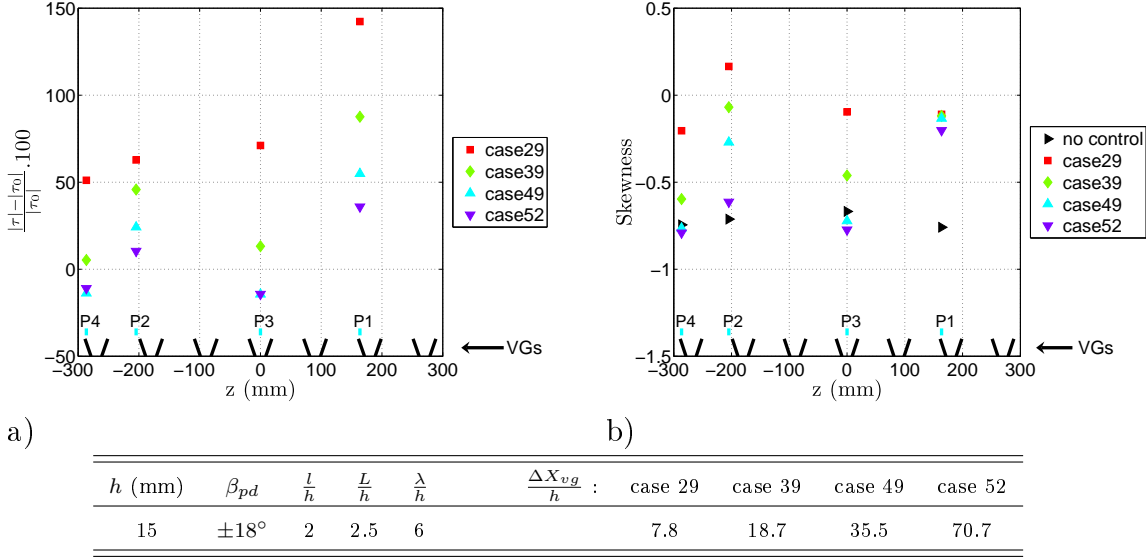 150
100
50
0
−50
|τ|−|τ₀| / |τ₀| .100
case29
case39
case49
case52
P4 P2 P3 P1
VGs
−300 −200 −100 0 100 200 300
z (mm)
a)
0.5
0
−0.5
−1
−1.5
Skewness
no control
case29
case39
case49
case52
P4 P2 P3 P1
VGs
−300 −200 −100 0 100 200 300
z (mm)
b)
h (mm) β_pd l/h L/h λ/h ΔX_vg/h : case 29 case 39 case 49 case 52
15 ±18° 2 2.5 6 7.8 18.7 35.5 70.7